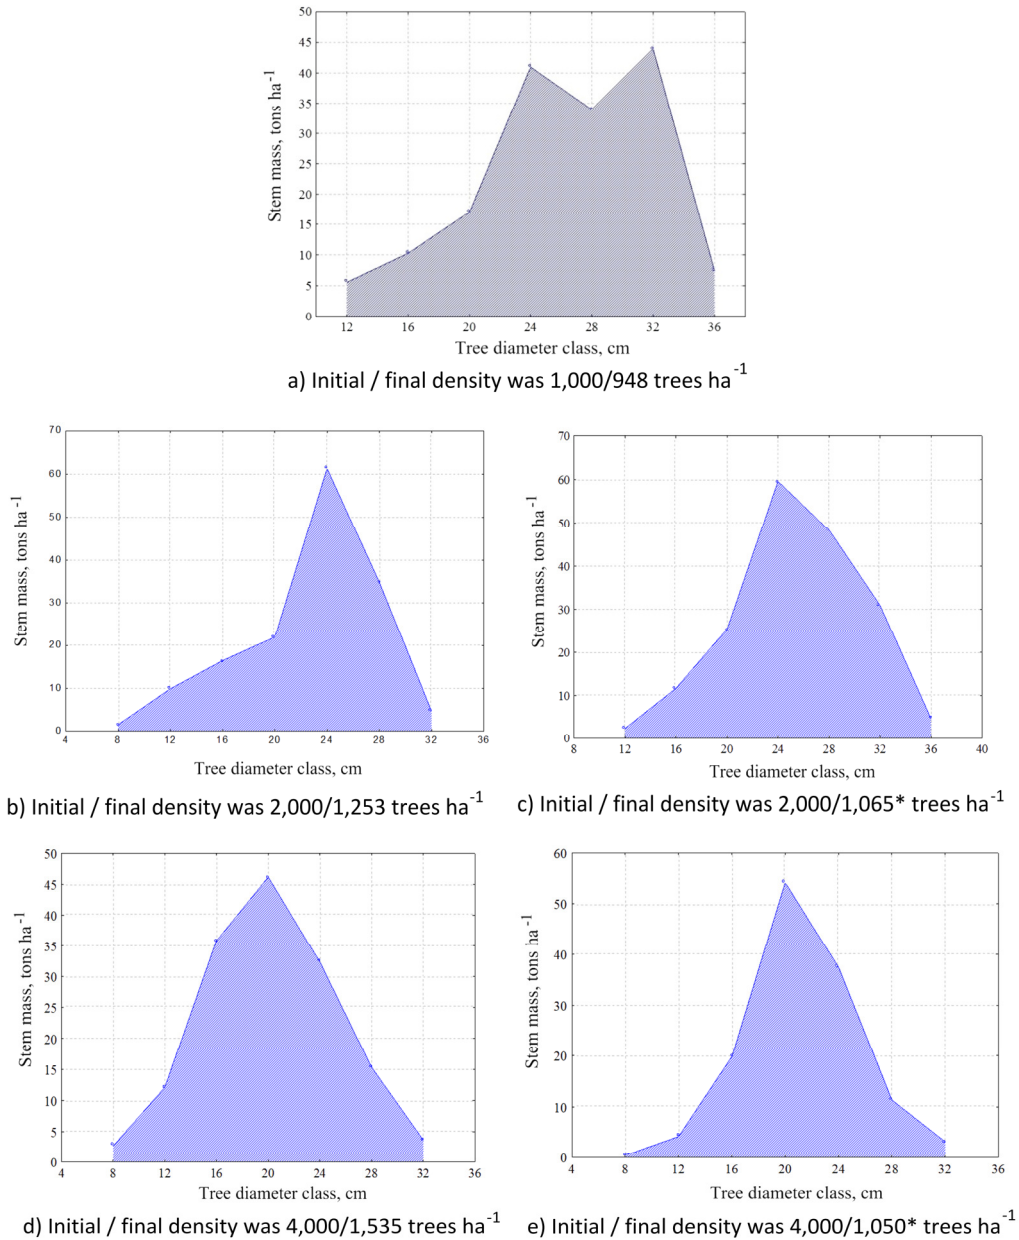 50
45
40
35
30
25
20
15
10
5
0
Stem mass, tons ha-1
12 16 20 24 28 32 36
Tree diameter class, cm
a) Initial / final density was 1,000/948 trees ha-1
70
60
50
40
30
20
10
0
Stem mass, tons ha-1
4 8 12 16 20 24 28 32 36
Tree diameter class, cm
b) Initial / final density was 2,000/1,253 trees ha-1
70
60
50
40
30
20
10
0
Stem mass, tons ha-1
8 12 16 20 24 28 32 36 40
Tree diameter class, cm
c) Initial / final density was 2,000/1,065* trees ha-1
50
45
40
35
30
25
20
15
10
5
0
Stem mass, tons ha-1
4 8 12 16 20 24 28 32 36
Tree diameter class, cm
d) Initial / final density was 4,000/1,535 trees ha-1
60
50
40
30
20
10
0
Stem mass, tons ha-1
4 8 12 16 20 24 28 32 36
Tree diameter class, cm
e) Initial / final density was 4,000/1,050* trees ha-1